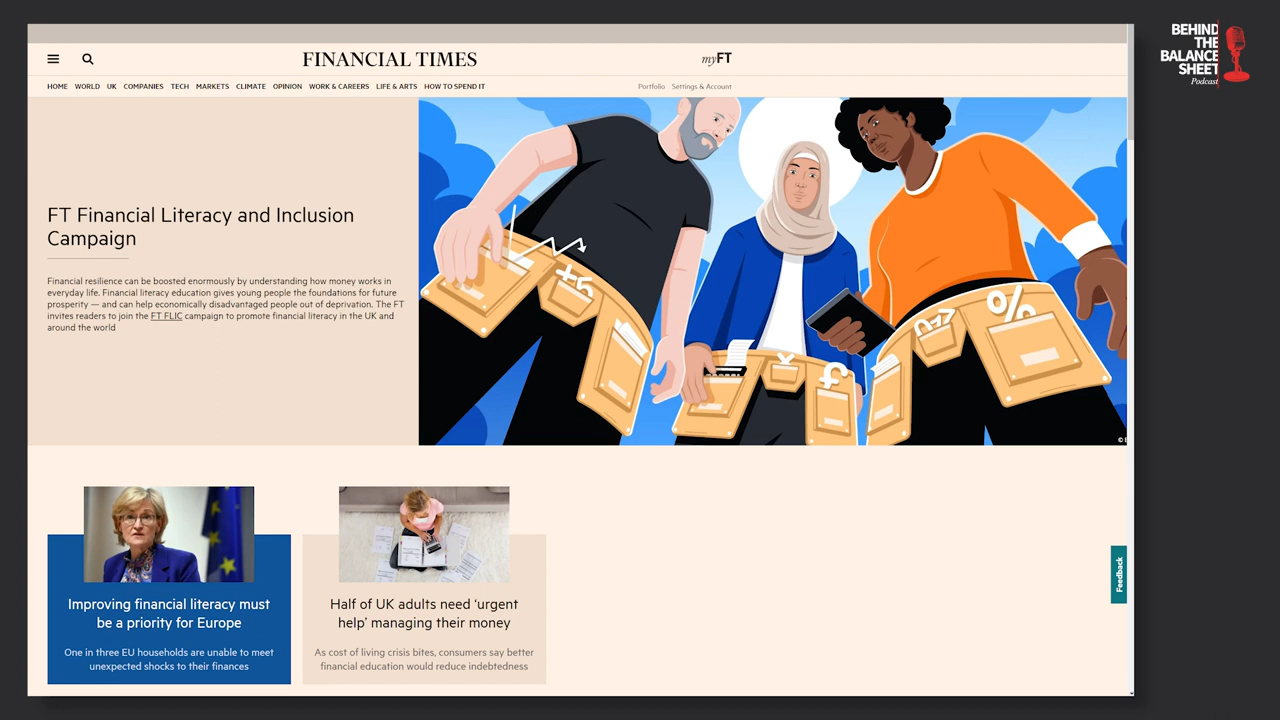 BEHIND
THE
BALANCE
SHEET
Podcast
FINANCIAL TIMES
myFT
HOME WORLD UK COMPANIES TECH MARKETS CLIMATE OPINION WORK & CAREERS LIFE & ARTS HOW TO SPEND IT
Portfolio Settings & Account
FT Financial Literacy and Inclusion
Campaign
Financial resilience can be boosted enormously by understanding how money works in
everyday life. Financial literacy education gives young people the foundations for future
prosperity — and can help economically disadvantaged people out of deprivation. The FT
invites readers to join the FT FLIC campaign to promote financial literacy in the UK and
around the world
+5
×
£
0-7
%
Feedback
Improving financial literacy must
be a priority for Europe
One in three EU households are unable to meet
unexpected shocks to their finances
Half of UK adults need ‘urgent
help’ managing their money
As cost of living crisis bites, consumers say better
financial education would reduce indebtedness